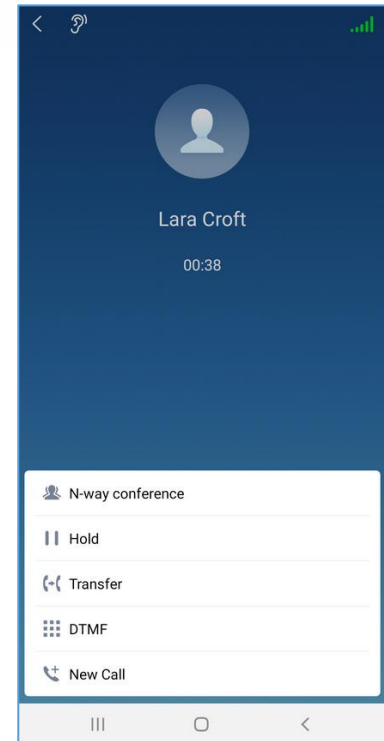 Lara Croft
00:38
N-way conference
Hold
Transfer
DTMF
New Call